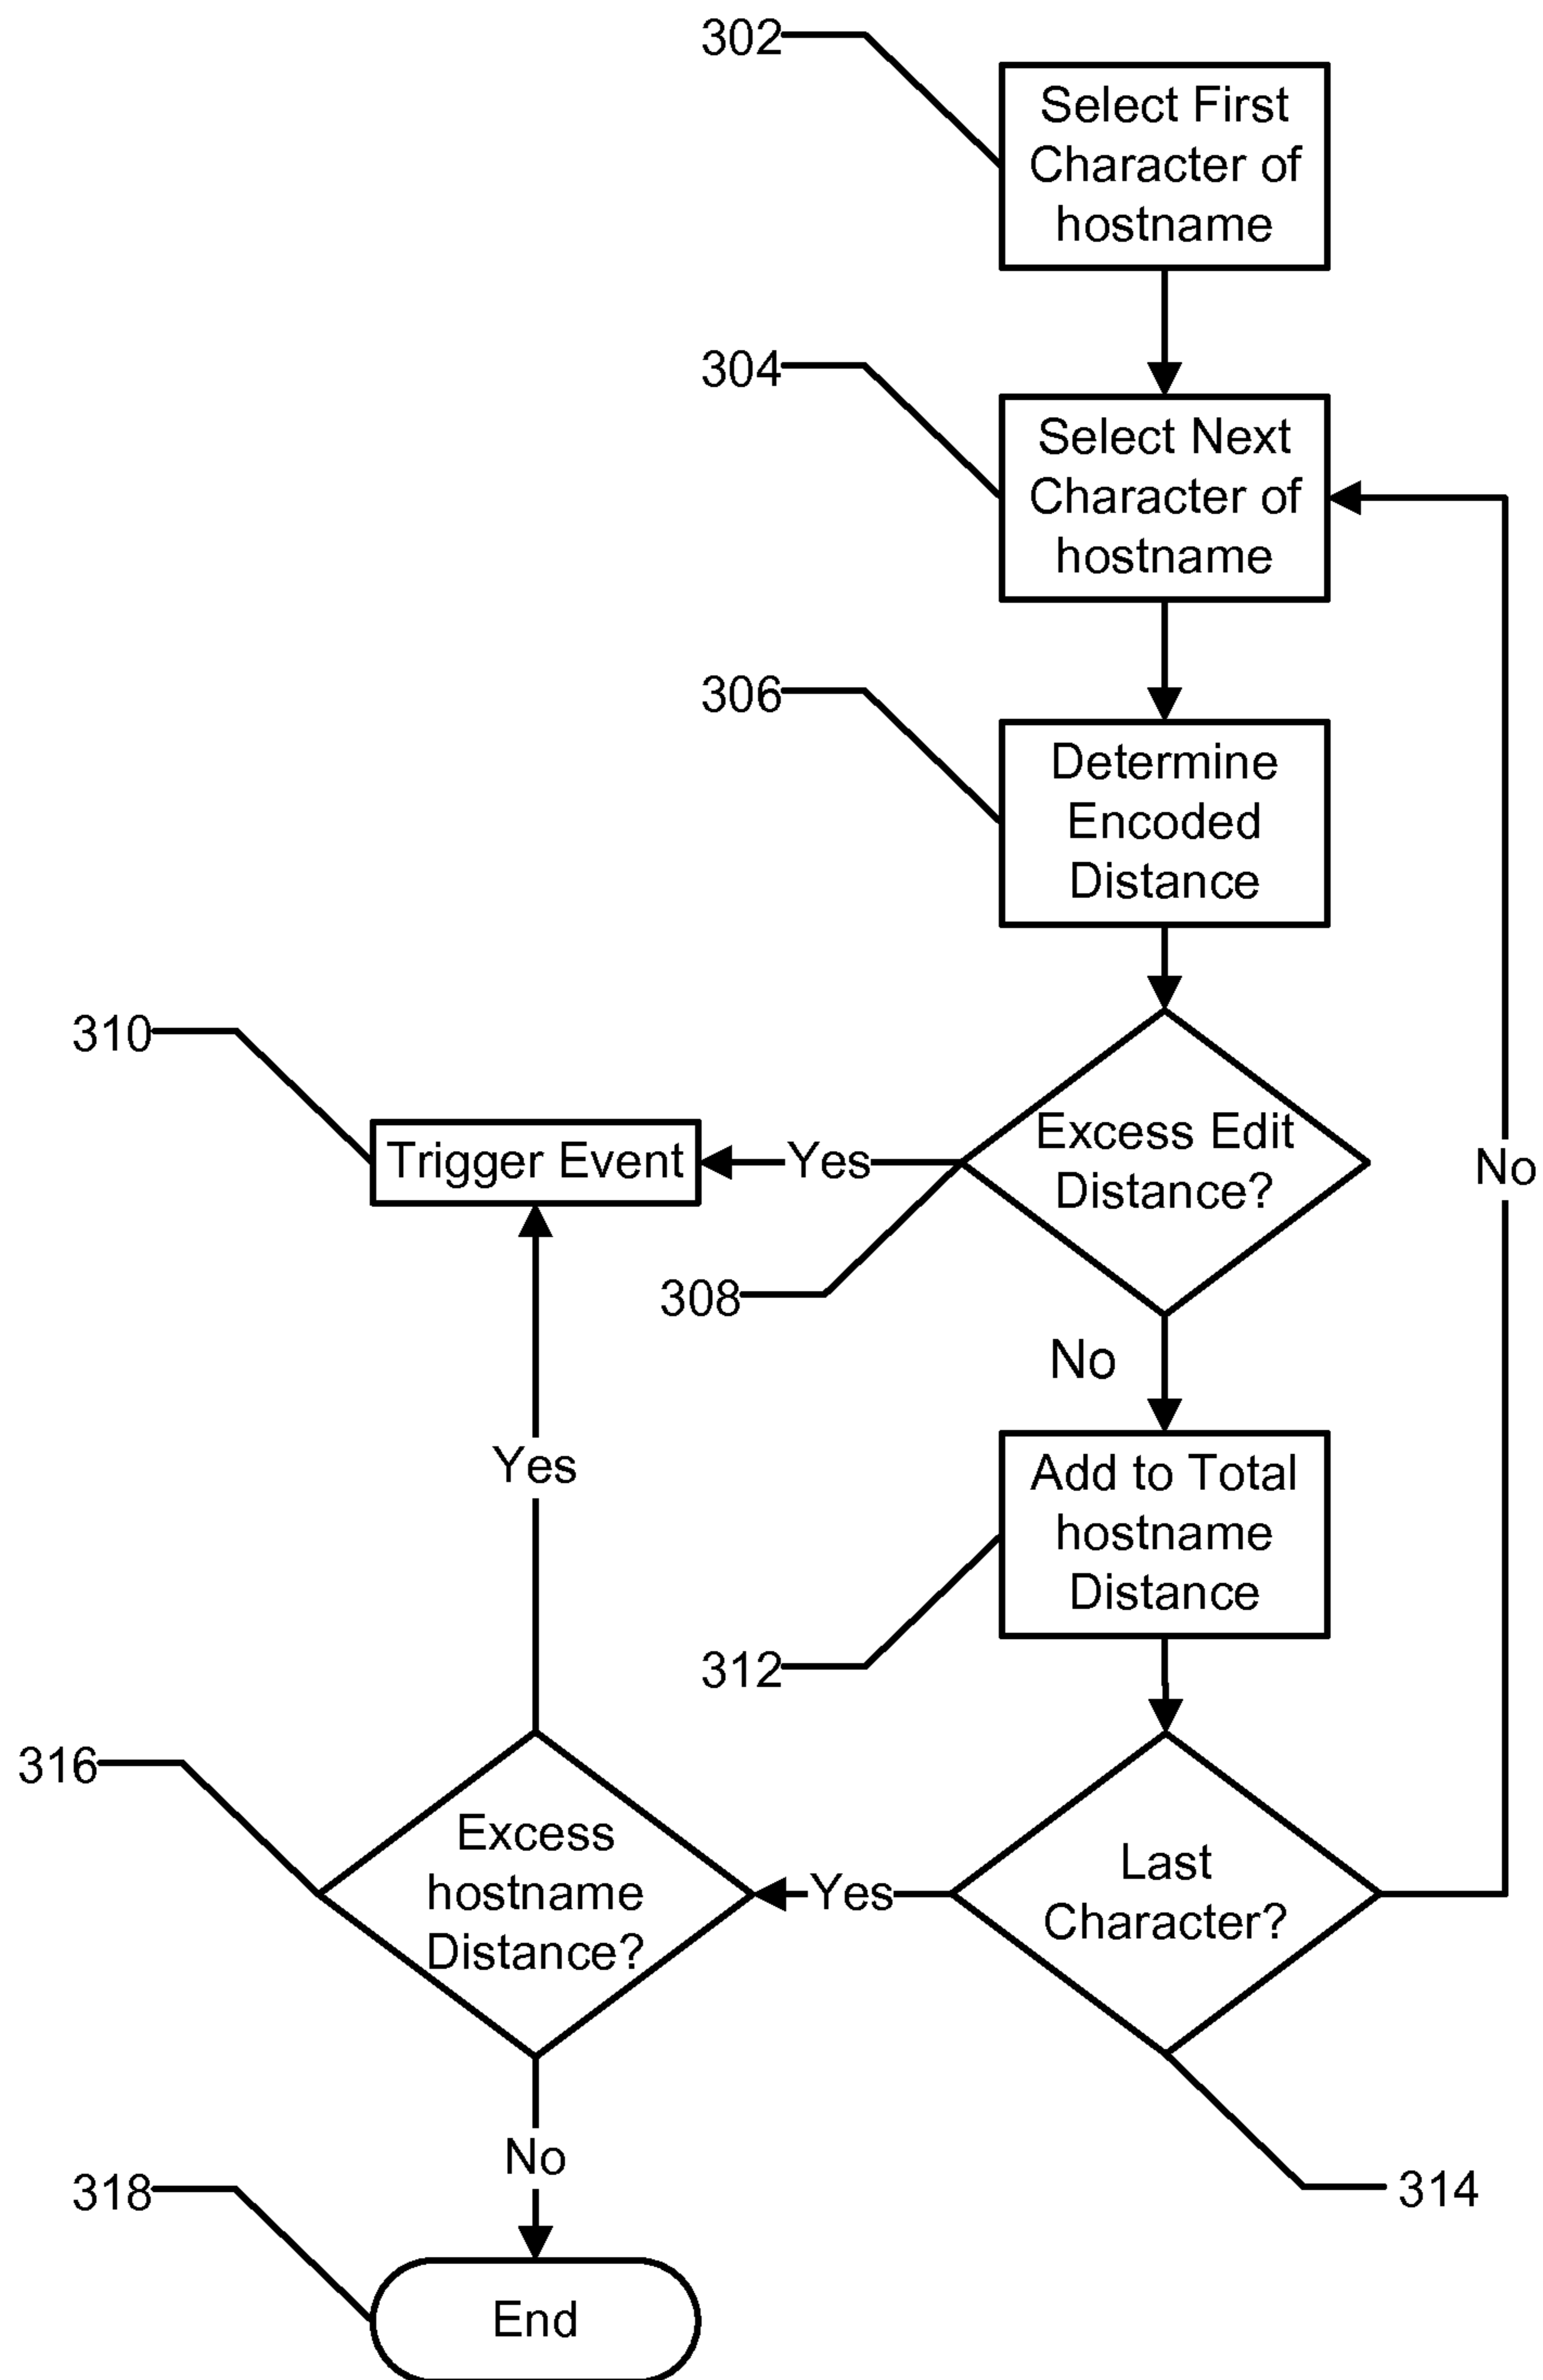 302
Select First
Character of
hostname
304
Select Next
Character of
hostname
306
Determine
Encoded
Distance
310
Trigger Event
Yes
Excess Edit
Distance?
No
308
No
Yes
Add to Total
hostname
Distance
312
316
Excess
hostname
Distance?
Yes
Last
Character?
No
318
314
End